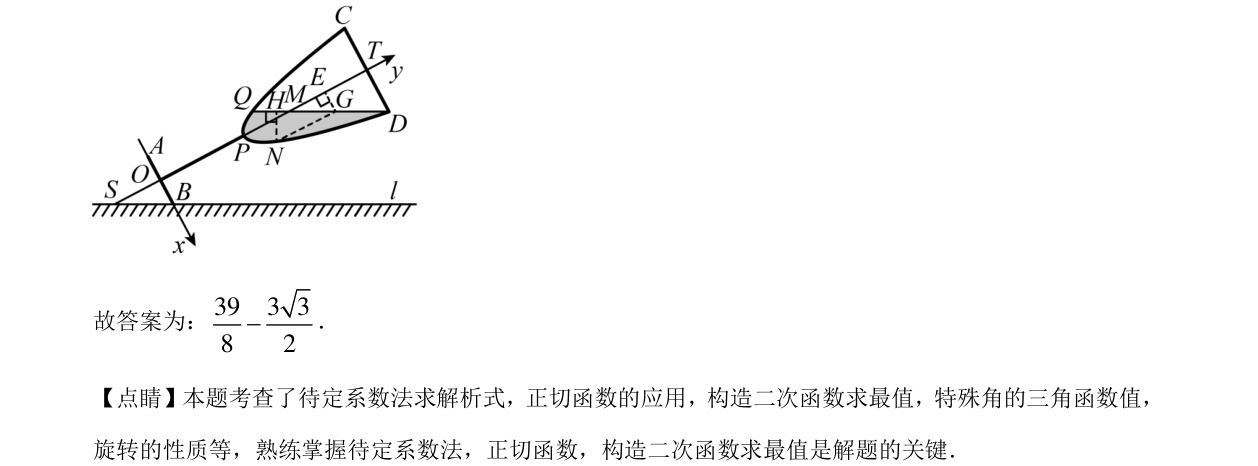 C
T
E
y
Q
H
M
G
D
P
N
A
O
S
B
l
x
故答案为：39/8 − 3√3/2．
【点睛】本题考查了待定系数法求解析式，正切函数的应用，构造二次函数求最值，特殊角的三角函数值，
旋转的性质等，熟练掌握待定系数法，正切函数，构造二次函数求最值是解题的关键．